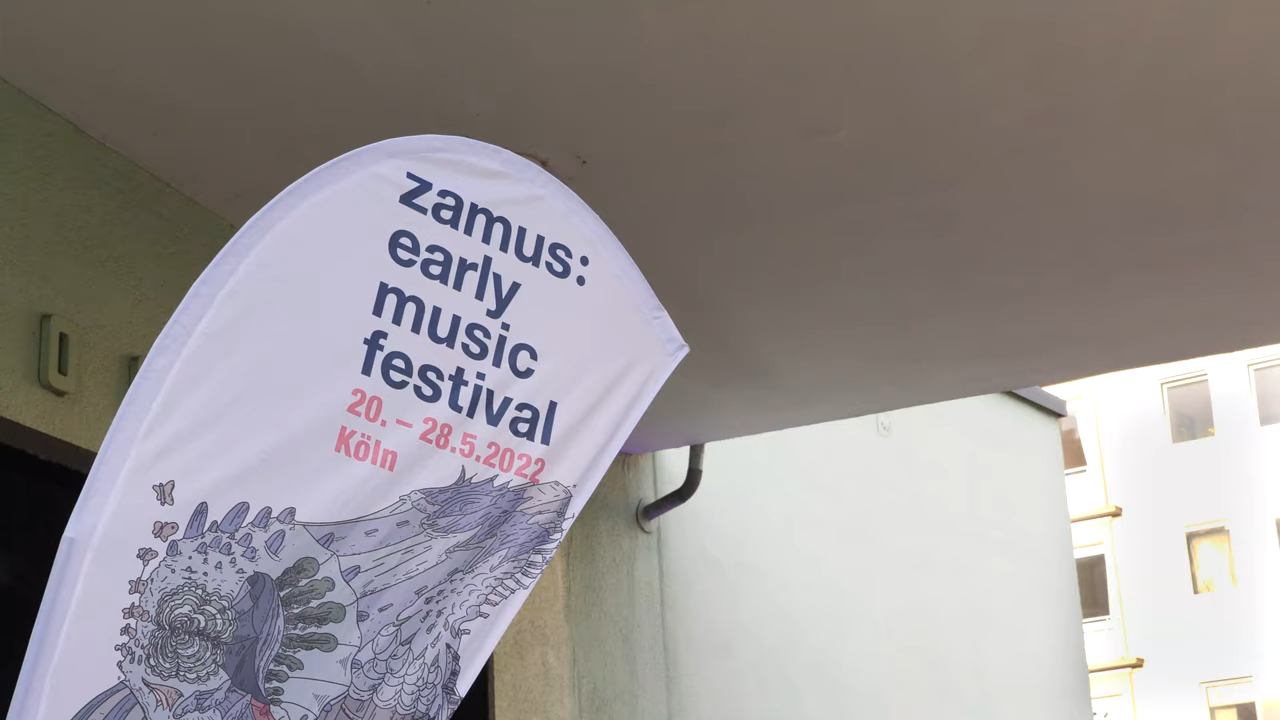 zamus:
early
music
festival
20. – 28.5.2022
Köln